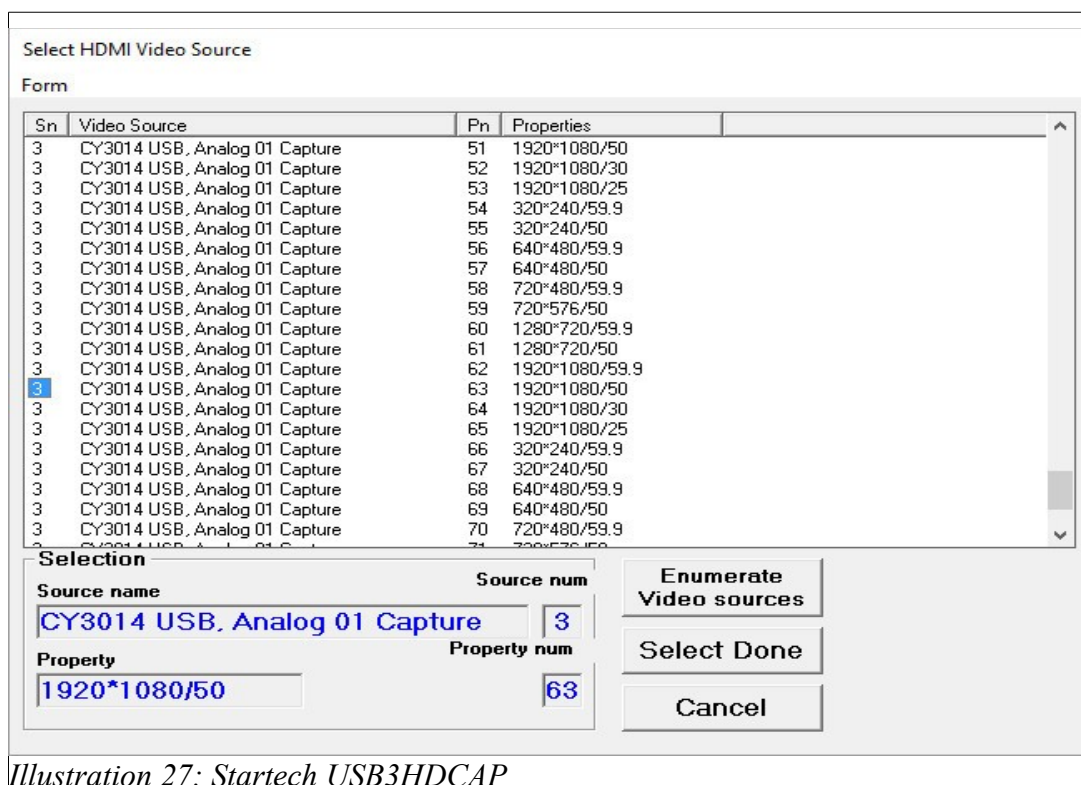 Select HDMI Video Source
Form
Sn Video Source Pn Properties
3 CY3014 USB, Analog 01 Capture 51 1920*1080/50
3 CY3014 USB, Analog 01 Capture 52 1920*1080/30
3 CY3014 USB, Analog 01 Capture 53 1920*1080/25
3 CY3014 USB, Analog 01 Capture 54 320*240/59.9
3 CY3014 USB, Analog 01 Capture 55 320*240/50
3 CY3014 USB, Analog 01 Capture 56 640*480/59.9
3 CY3014 USB, Analog 01 Capture 57 640*480/50
3 CY3014 USB, Analog 01 Capture 58 720*480/59.9
3 CY3014 USB, Analog 01 Capture 59 720*576/50
3 CY3014 USB, Analog 01 Capture 60 1280*720/59.9
3 CY3014 USB, Analog 01 Capture 61 1280*720/50
3 CY3014 USB, Analog 01 Capture 62 1920*1080/59.9
3 CY3014 USB, Analog 01 Capture 63 1920*1080/50
3 CY3014 USB, Analog 01 Capture 64 1920*1080/30
3 CY3014 USB, Analog 01 Capture 65 1920*1080/25
3 CY3014 USB, Analog 01 Capture 66 320*240/59.9
3 CY3014 USB, Analog 01 Capture 67 320*240/50
3 CY3014 USB, Analog 01 Capture 68 640*480/59.9
3 CY3014 USB, Analog 01 Capture 69 640*480/50
3 CY3014 USB, Analog 01 Capture 70 720*480/59.9
Selection
Source name Source num
CY3014 USB, Analog 01 Capture 3
Property Property num
1920*1080/50 63
Enumerate
Video sources
Select Done
Cancel
Illustration 27: Startech USB3HDCAP